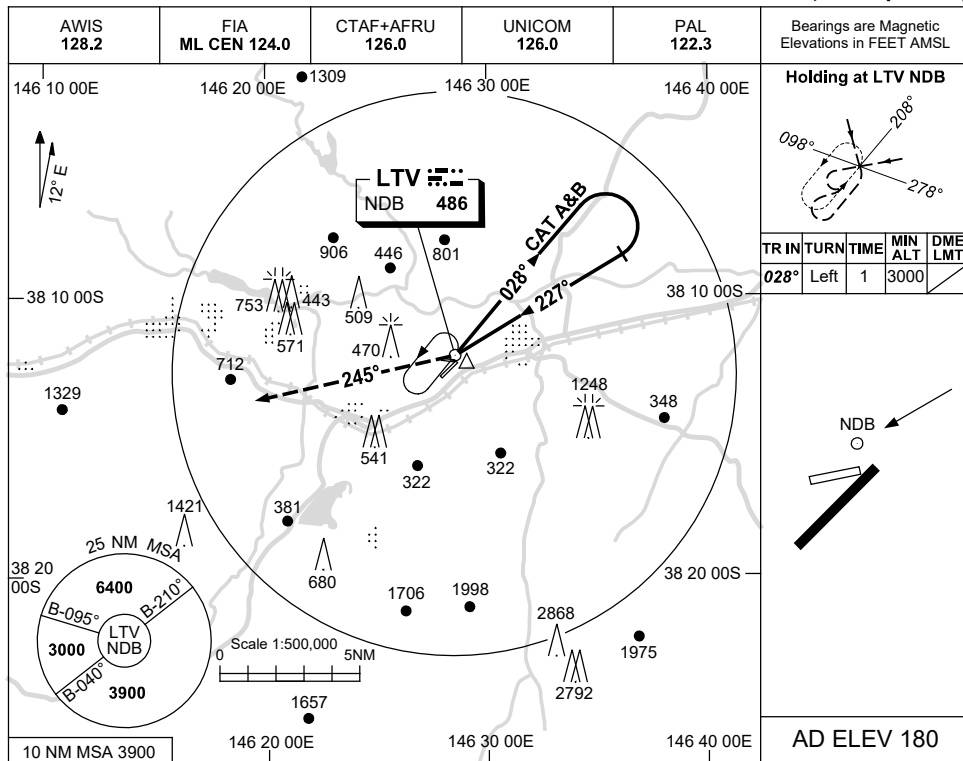 AWIS
128.2
FIA
ML CEN 124.0
CTAF+AFRU
126.0
UNICOM
126.0
PAL
122.3
Bearings are Magnetic
Elevations in FEET AMSL
146 10 00E
146 20 00E
1309
146 30 00E
146 40 00E
12° E
LTV
NDB 486
906
446
801
028° CAT A&B
227°
38 10 00S
38 10 00S
753
443
571
509
470
245°
712
1329
1248
348
541
322
322
1421
381
680
38 20
00S
38 20 00S
1706
1998
2868
2792
1975
1657
25 NM MSA
6400
B-095°
B-210°
LTV
NDB
3000
B-040°
3900
Scale 1:500,000
0
5NM
10 NM MSA 3900
146 20 00E
146 30 00E
146 40 00E
Holding at LTV NDB
208°
098°
278°
TR IN TURN TIME MIN ALT DME LMT
028° Left 1 3000
NDB
AD ELEV 180